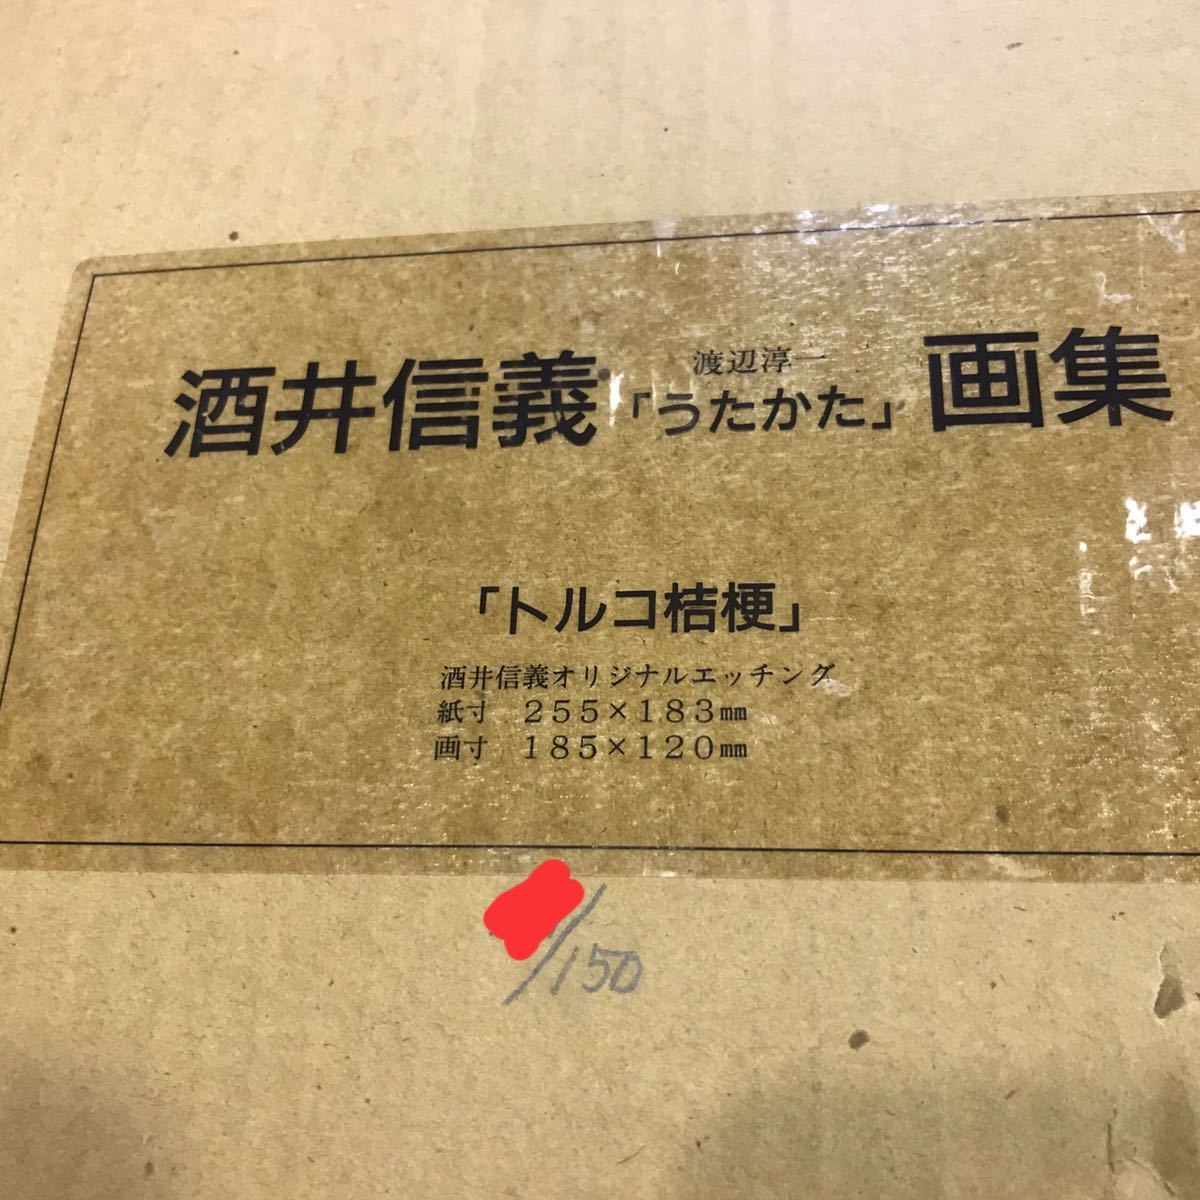 酒井信義 渡辺淳一「うたかた」 画集
「トルコ桔梗」
酒井信義オリジナルエッチング
紙寸　255×183㎜
画寸　185×120㎜
/150